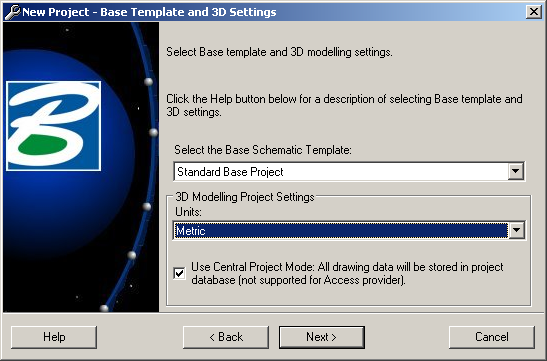 New Project - Base Template and 3D Settings
Select Base template and 3D modelling settings.
Click the Help button below for a description of selecting Base template and
3D settings.
Select the Base Schematic Template:
Standard Base Project
3D Modelling Project Settings
Units:
Metric
Use Central Project Mode: All drawing data will be stored in project
database (not supported for Access provider).
Help
< Back
Next >
Cancel